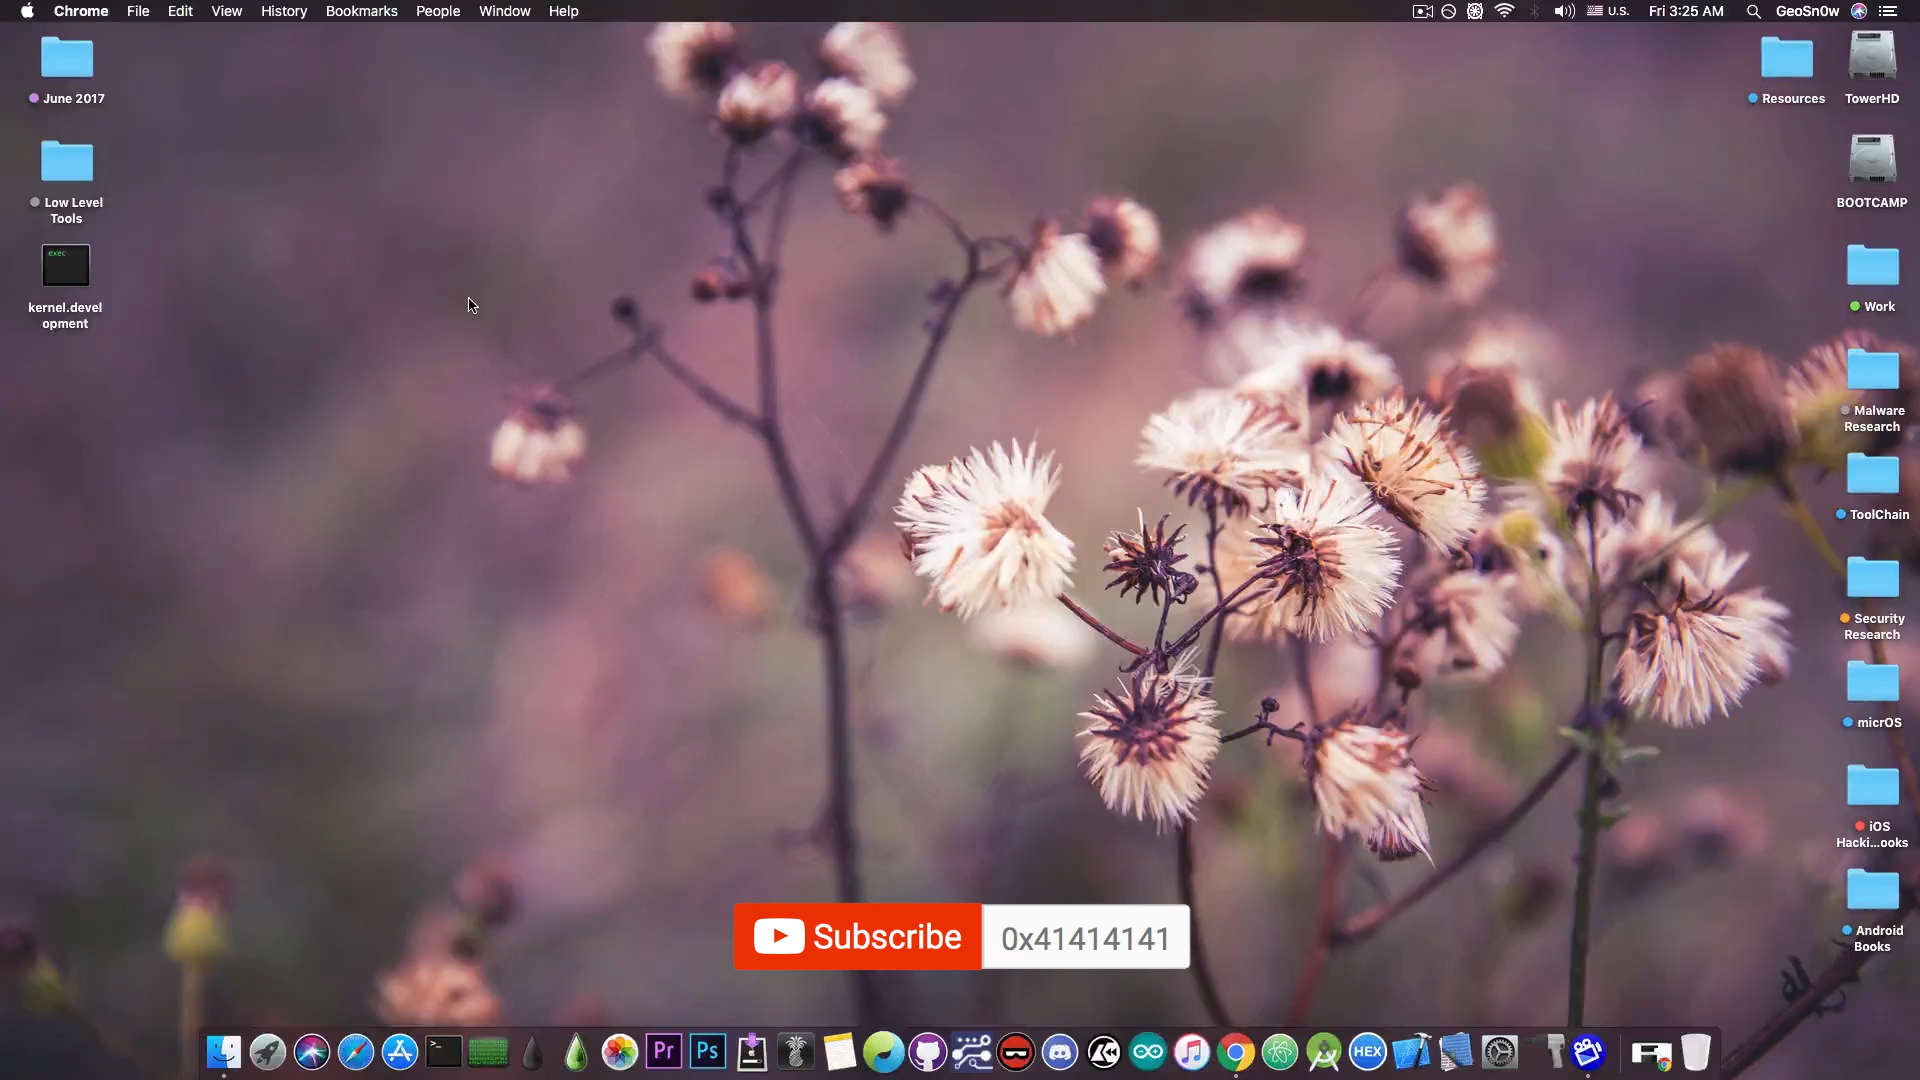 Chrome File Edit View History Bookmarks People Window Help U.S. Fri 3:25 AM GeoSn0w
June 2017
Resources
TowerHD
Low Level
Tools
BOOTCAMP
exec
kernel.devel
opment
Work
Malware
Research
ToolChain
Security
Research
micrOS
iOS
Hacki...ooks
Android
Books
Subscribe 0x41414141
>_
Pr
Ps
HEX